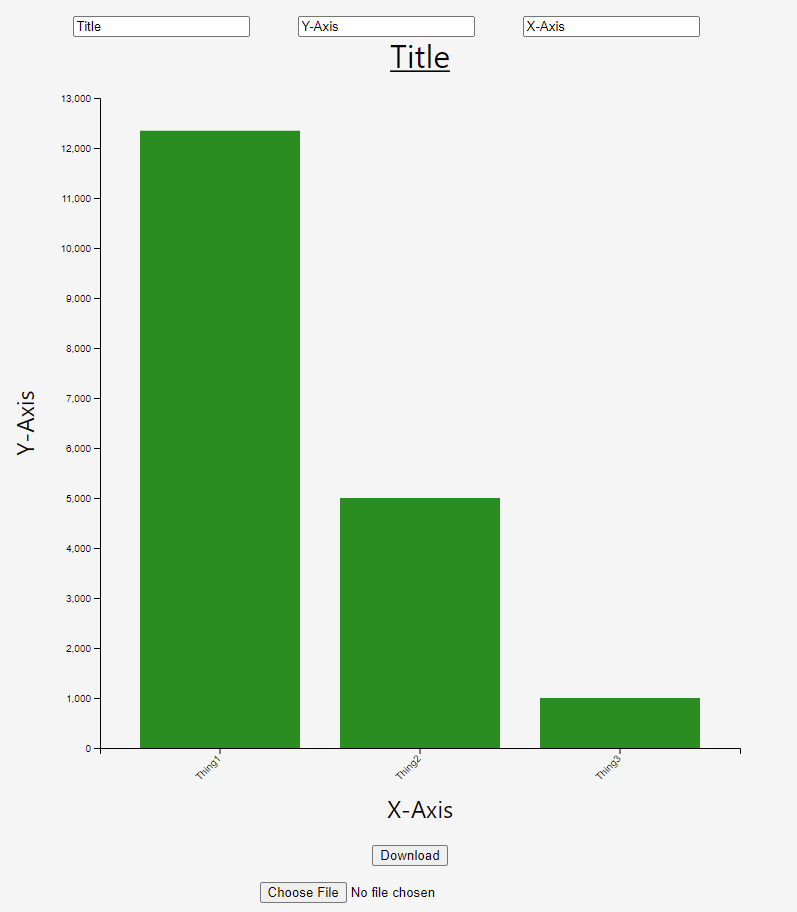 Title Y-Axis X-Axis
Title
13,000
12,000
11,000
10,000
9,000
8,000
7,000
6,000
5,000
4,000
3,000
2,000
1,000
0
Y-Axis
Thing1 Thing2 Thing3
X-Axis
Download
Choose File No file chosen